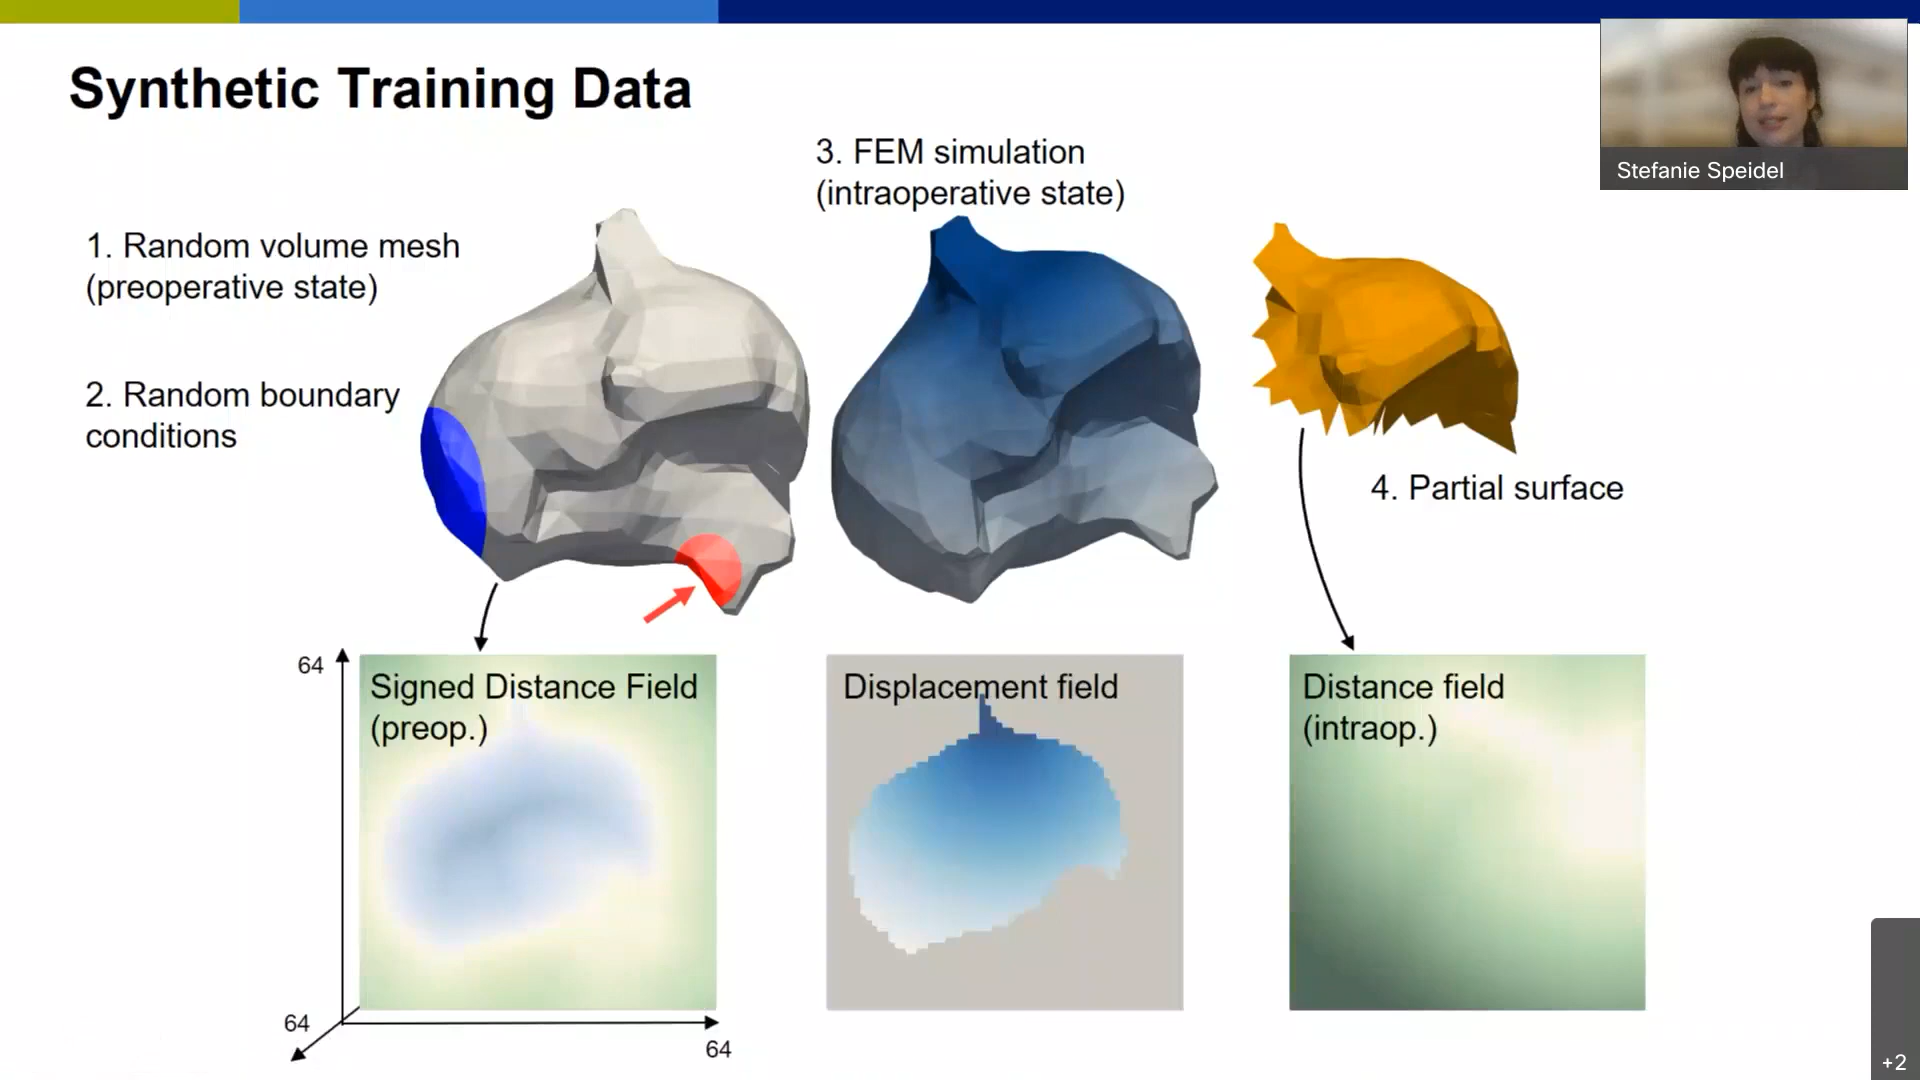 Synthetic Training Data
Stefanie Speidel
3. FEM simulation
(intraoperative state)
1. Random volume mesh
(preoperative state)
2. Random boundary
conditions
4. Partial surface
64
Signed Distance Field
(preop.)
Displacement field
Distance field
(intraop.)
64
64
+2